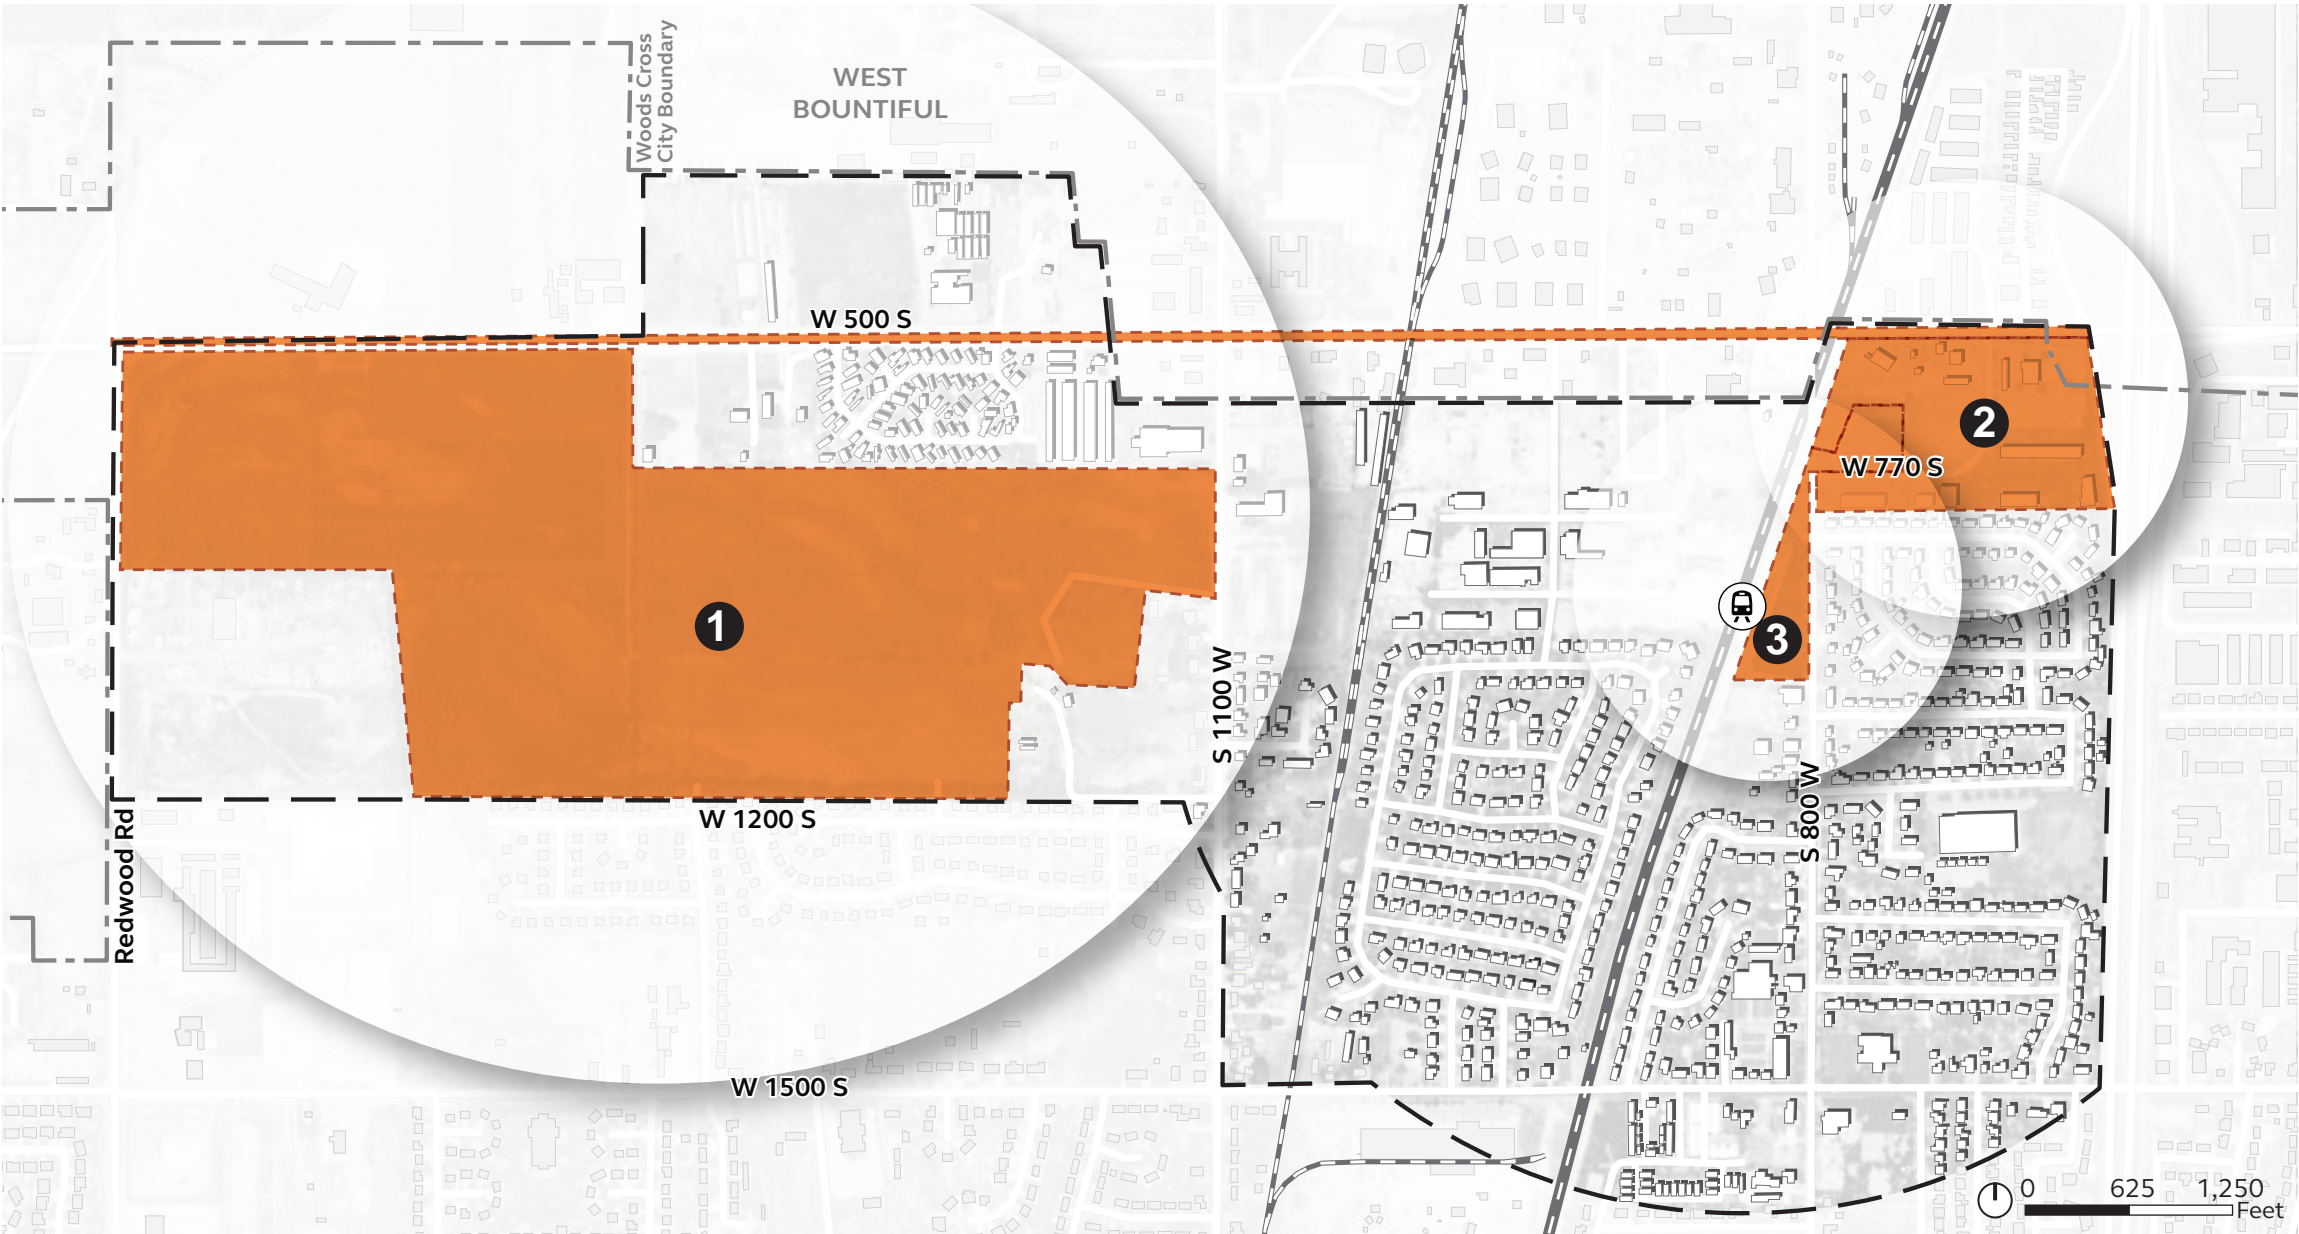 Woods Cross
City Boundary
WEST
BOUNTIFUL
W 500 S
2
W 770 S
1
3
S 1100 W
W 1200 S
S 800 W
Redwood Rd
W 1500 S
0 625 1,250
Feet